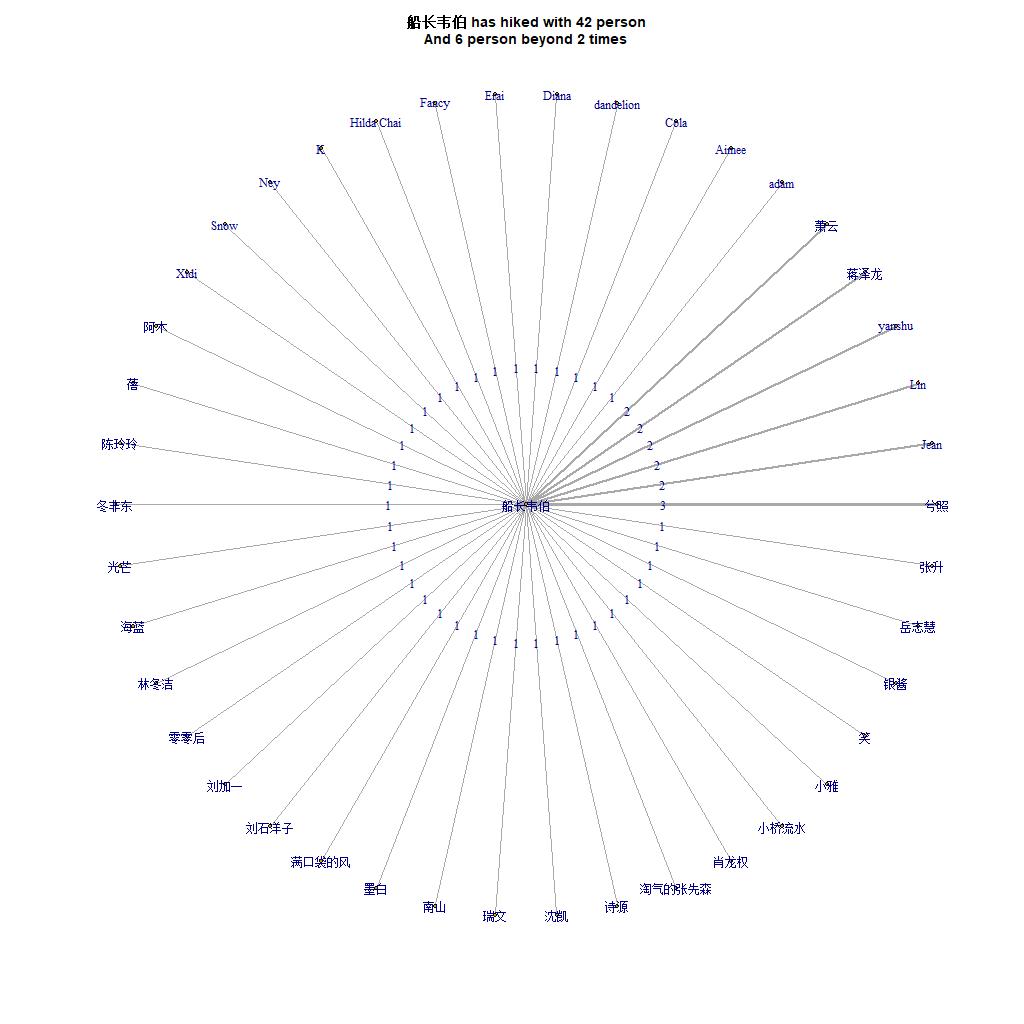 船长韦伯 has hiked with 42 person
And 6 person beyond 2 times
Erai
Diana
Fancy
dandelion
Hilda Chai
Cola
K
Aimee
Ney
adam
Snow
萧云
Xidi
蒋泽龙
阿木
yanshu
蓓
Lin
陈玲玲
Jean
冬非东
船长韦伯
兮照
光芒
张升
海蓝
岳志慧
林冬洁
银酱
零零后
笑
刘加一
小雅
刘石洋子
小桥流水
满口袋的风
肖龙权
墨白
淘气的张先森
南山
诗源
瑞文
沈凯
1 1 1 1 1 1 1 1 1 1 1 1 1 1 1 1 1 1 1 1 1 1 1 1 1 1 1 1 1 1 1 1 1 1 1 1
2 2 2 2 2
3